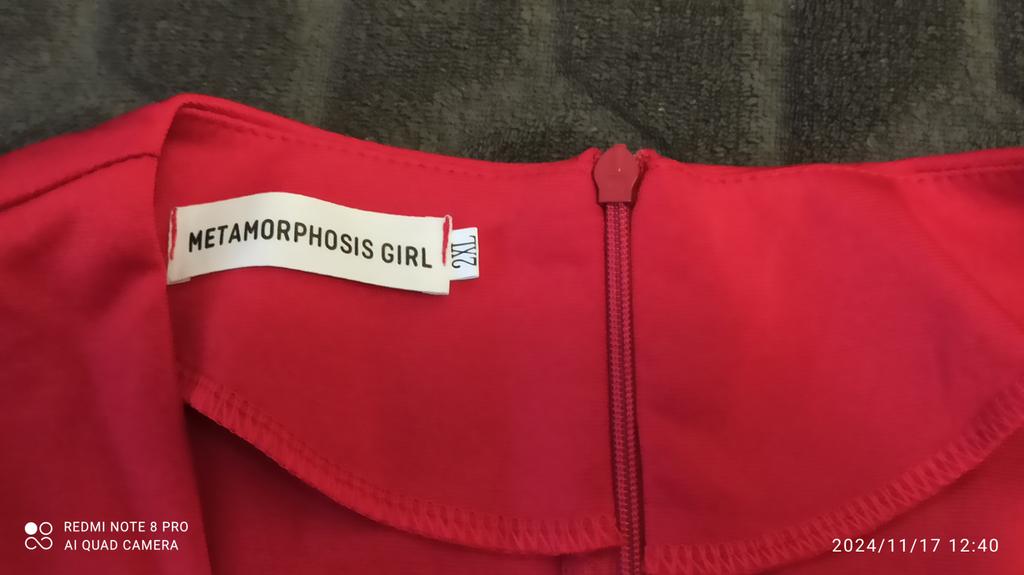 METAMORPHOSIS GIRL
2XL
REDMI NOTE 8 PRO
AI QUAD CAMERA
2024/11/17 12:40